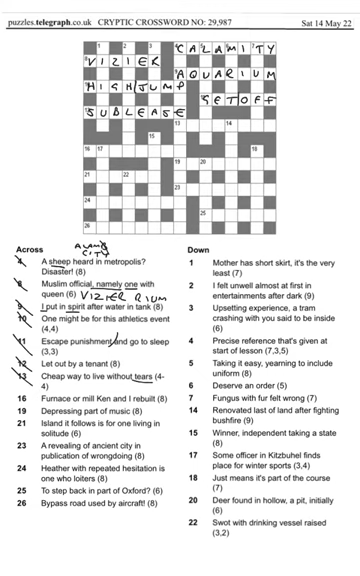 puzzles.telegraph.co.uk CRYPTIC CROSSWORD NO: 29,987 Sat 14 May 22
CALAMITY
VIZIER
AQUARIUM
HIGHJUMP
GETOFF
SUBLEASE
Across
ALAMO
CITY
4 A sheep heard in metropolis? Disaster! (8)
8 Muslim official, namely one with queen (6) VIZIER RIUM
9 I put in spirit after water in tank (8)
10 One might be for this athletics event (4,4)
11 Escape punishment and go to sleep (3,3)
12 Let out by a tenant (8)
13 Cheap way to live without tears (4-4)
16 Furnace or mill Ken and I rebuilt (8)
19 Depressing part of music (8)
21 Island it follows is for one living in solitude (6)
23 A revealing of ancient city in publication of wrongdoing (8)
24 Heather with repeated hesitation is one who loiters (8)
25 To step back in part of Oxford? (6)
26 Bypass road used by aircraft! (8)
Down
1 Mother has short skirt, it's the very least (7)
2 I felt unwell almost at first in entertainments after dark (9)
3 Upsetting experience, a tram crashing with you said to be inside (6)
4 Precise reference that's given at start of lesson (7,3,5)
5 Taking it easy, yearning to include uniform (8)
6 Deserve an order (5)
7 Fungus with fur felt wrong (7)
14 Renovated last of land after fighting bushfire (9)
15 Winner, independent taking a state (8)
17 Some officer in Kitzbuhel finds place for winter sports (3,4)
18 Just means it's part of the course (7)
20 Deer found in hollow, a pit, initially (6)
22 Swot with drinking vessel raised (3,2)